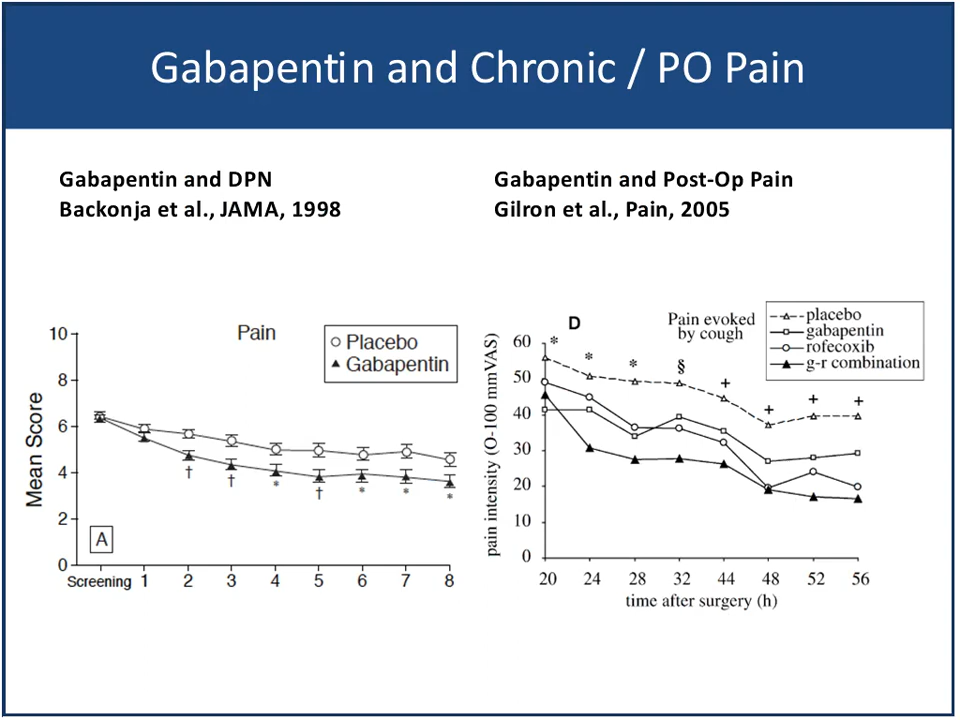 Gabapentin and Chronic / PO Pain
Gabapentin and DPN
Backonja et al., JAMA, 1998
Gabapentin and Post-Op Pain
Gilron et al., Pain, 2005
Pain
Placebo
Gabapentin
Mean Score
10
8
6
4
2
0
† † * † * * *
A
Screening 1 2 3 4 5 6 7 8
D
Pain evoked
by cough
placebo
gabapentin
rofecoxib
g-r combination
pain intensity (O-100 mmVAS)
60
50
40
30
20
10
0
* * * § + + + +
20 24 28 32 44 48 52 56
time after surgery (h)